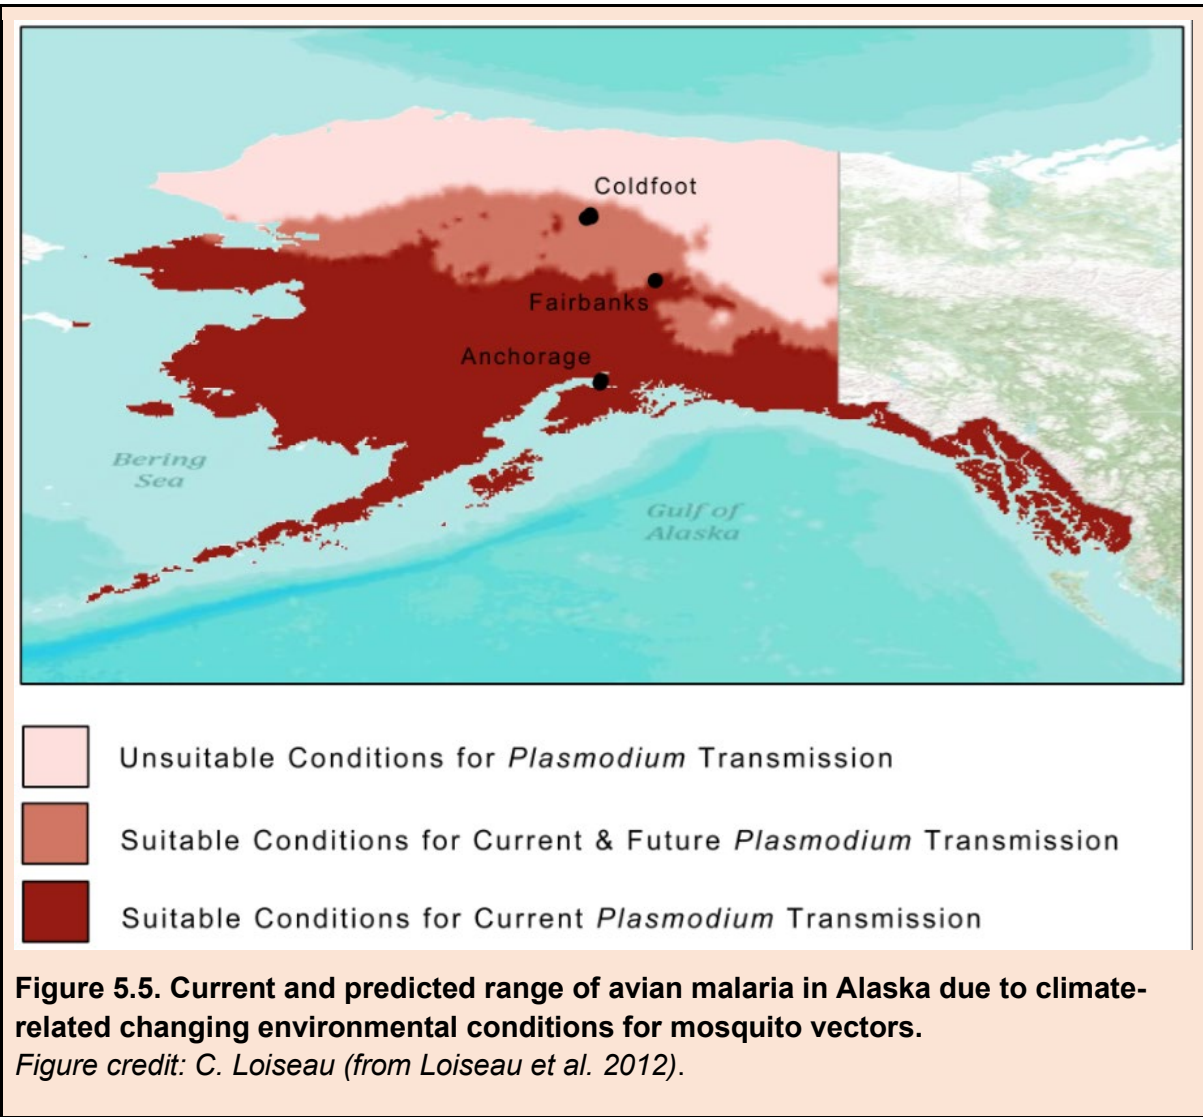 Coldfoot
Fairbanks
Anchorage
Bering
Sea
Gulf of
Alaska
Unsuitable Conditions for Plasmodium Transmission
Suitable Conditions for Current & Future Plasmodium Transmission
Suitable Conditions for Current Plasmodium Transmission
Figure 5.5. Current and predicted range of avian malaria in Alaska due to climate-
related changing environmental conditions for mosquito vectors.
Figure credit: C. Loiseau (from Loiseau et al. 2012).